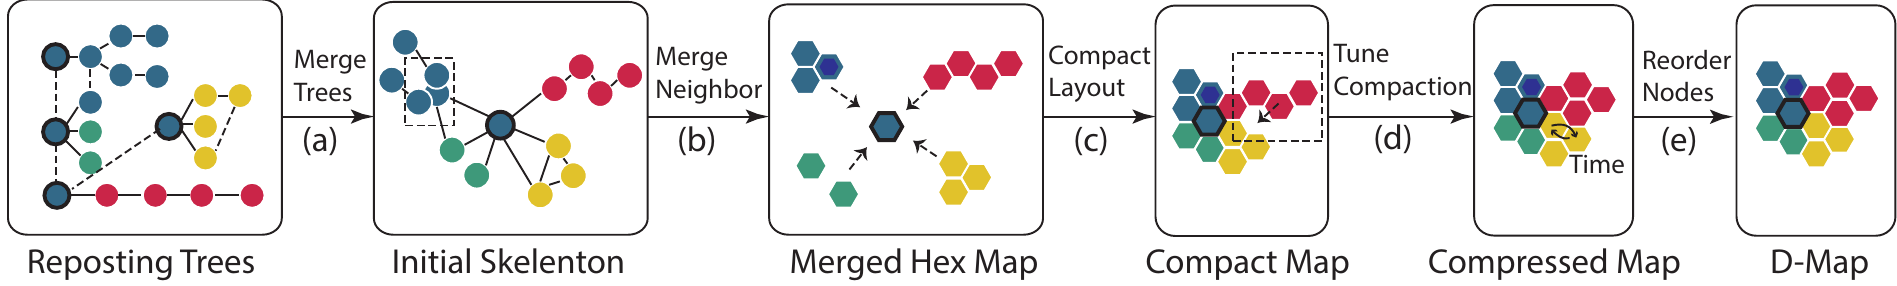 Merge
Trees
(a)
Merge
Neighbor
(b)
Compact
Layout
(c)
Tune
Compaction
(d)
Time
Reorder
Nodes
(e)
Reposting Trees
Initial Skelenton
Merged Hex Map
Compact Map
Compressed Map
D-Map